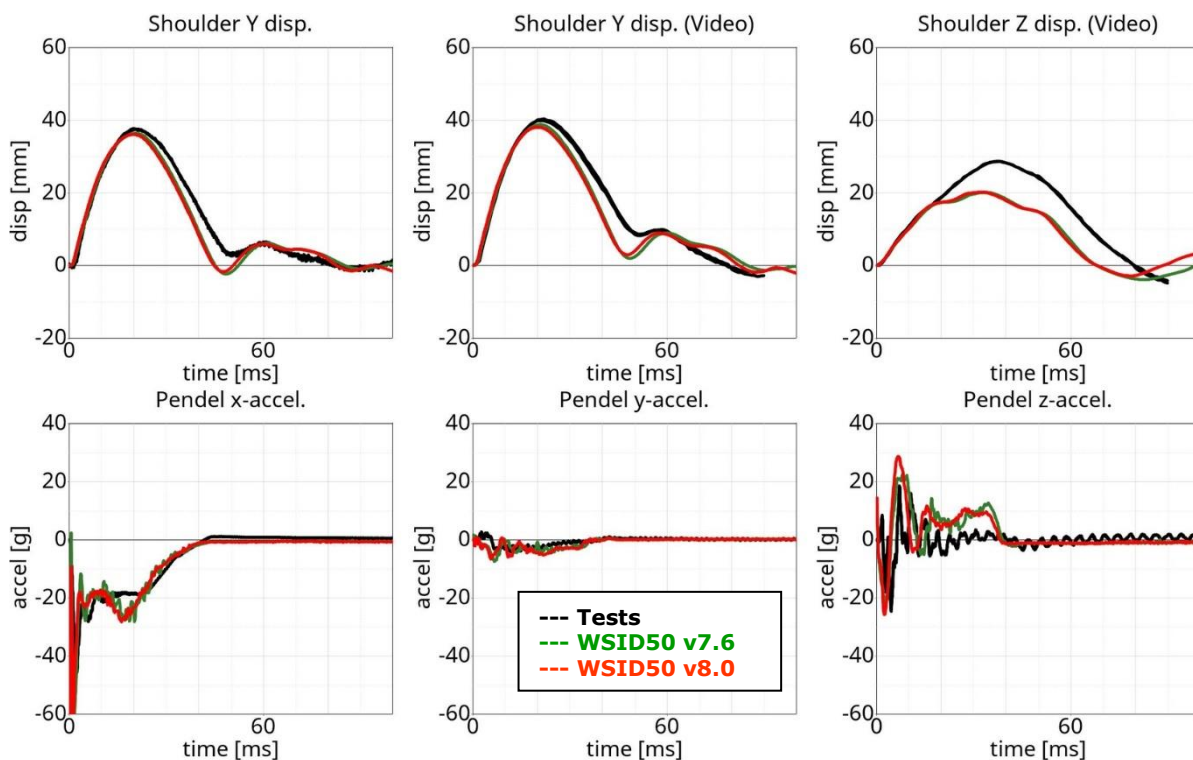 Shoulder Y disp.
60
40
20
0
-20
disp [mm]
0
60
time [ms]
Shoulder Y disp. (Video)
60
40
20
0
-20
disp [mm]
0
60
time [ms]
Shoulder Z disp. (Video)
60
40
20
0
-20
disp [mm]
0
60
time [ms]
Pendel x-accel.
40
20
0
-20
-40
-60
accel [g]
0
60
time [ms]
Pendel y-accel.
40
20
0
-20
-40
-60
accel [g]
0
60
time [ms]
--- Tests
--- WSID50 v7.6
--- WSID50 v8.0
Pendel z-accel.
40
20
0
-20
-40
-60
accel [g]
0
60
time [ms]